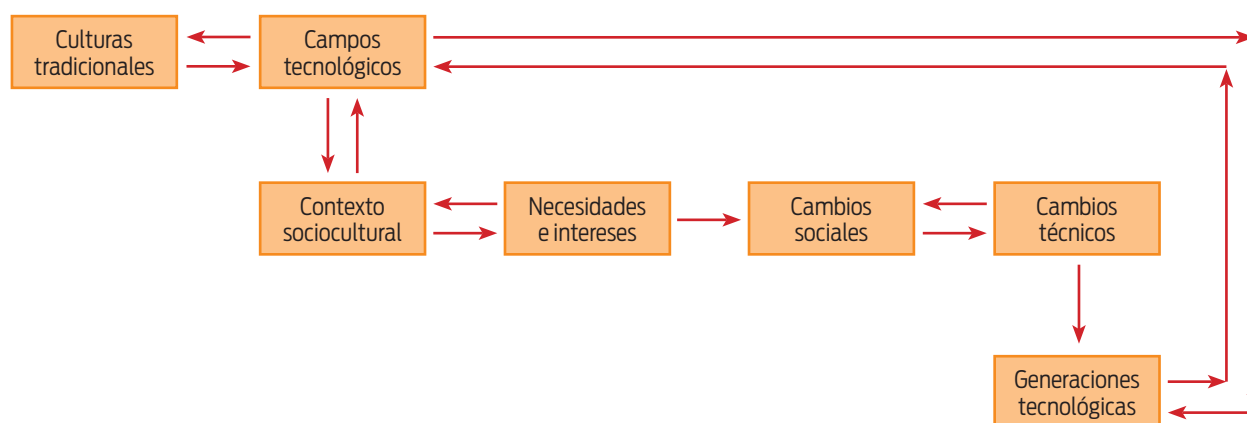 Culturas
tradicionales
Campos
tecnológicos
Contexto
sociocultural
Necesidades
e intereses
Cambios
sociales
Cambios
técnicos
Generaciones
tecnológicas